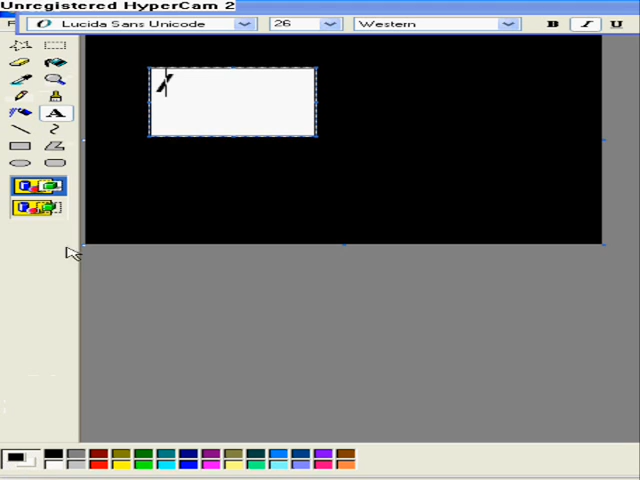 Unregistered HyperCam 2
F
O Lucida Sans Unicode 26 Western B I U
A